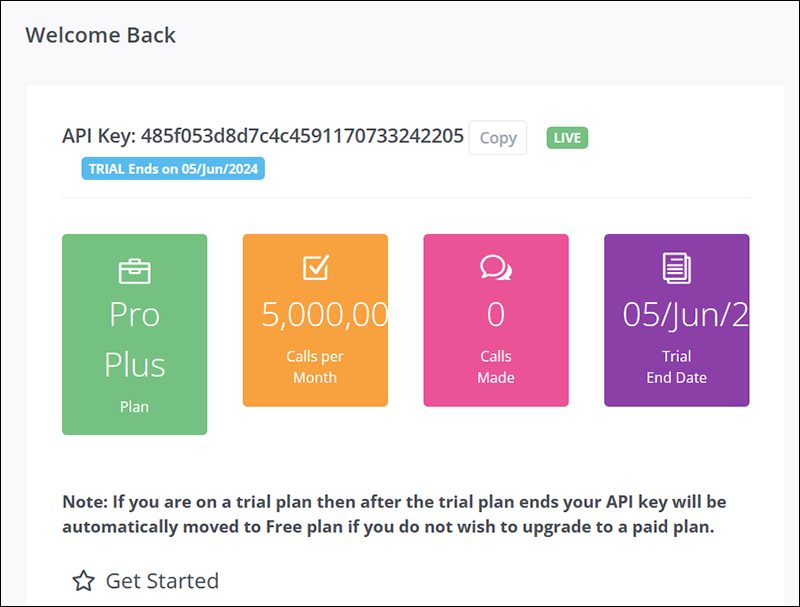 Welcome Back
API Key: 485f053d8d7c4c4591170733242205 Copy LIVE
TRIAL Ends on 05/Jun/2024
Pro
Plus
Plan
5,000,00
Calls per
Month
0
Calls
Made
05/Jun/2
Trial
End Date
Note: If you are on a trial plan then after the trial plan ends your API key will be
automatically moved to Free plan if you do not wish to upgrade to a paid plan.
Get Started